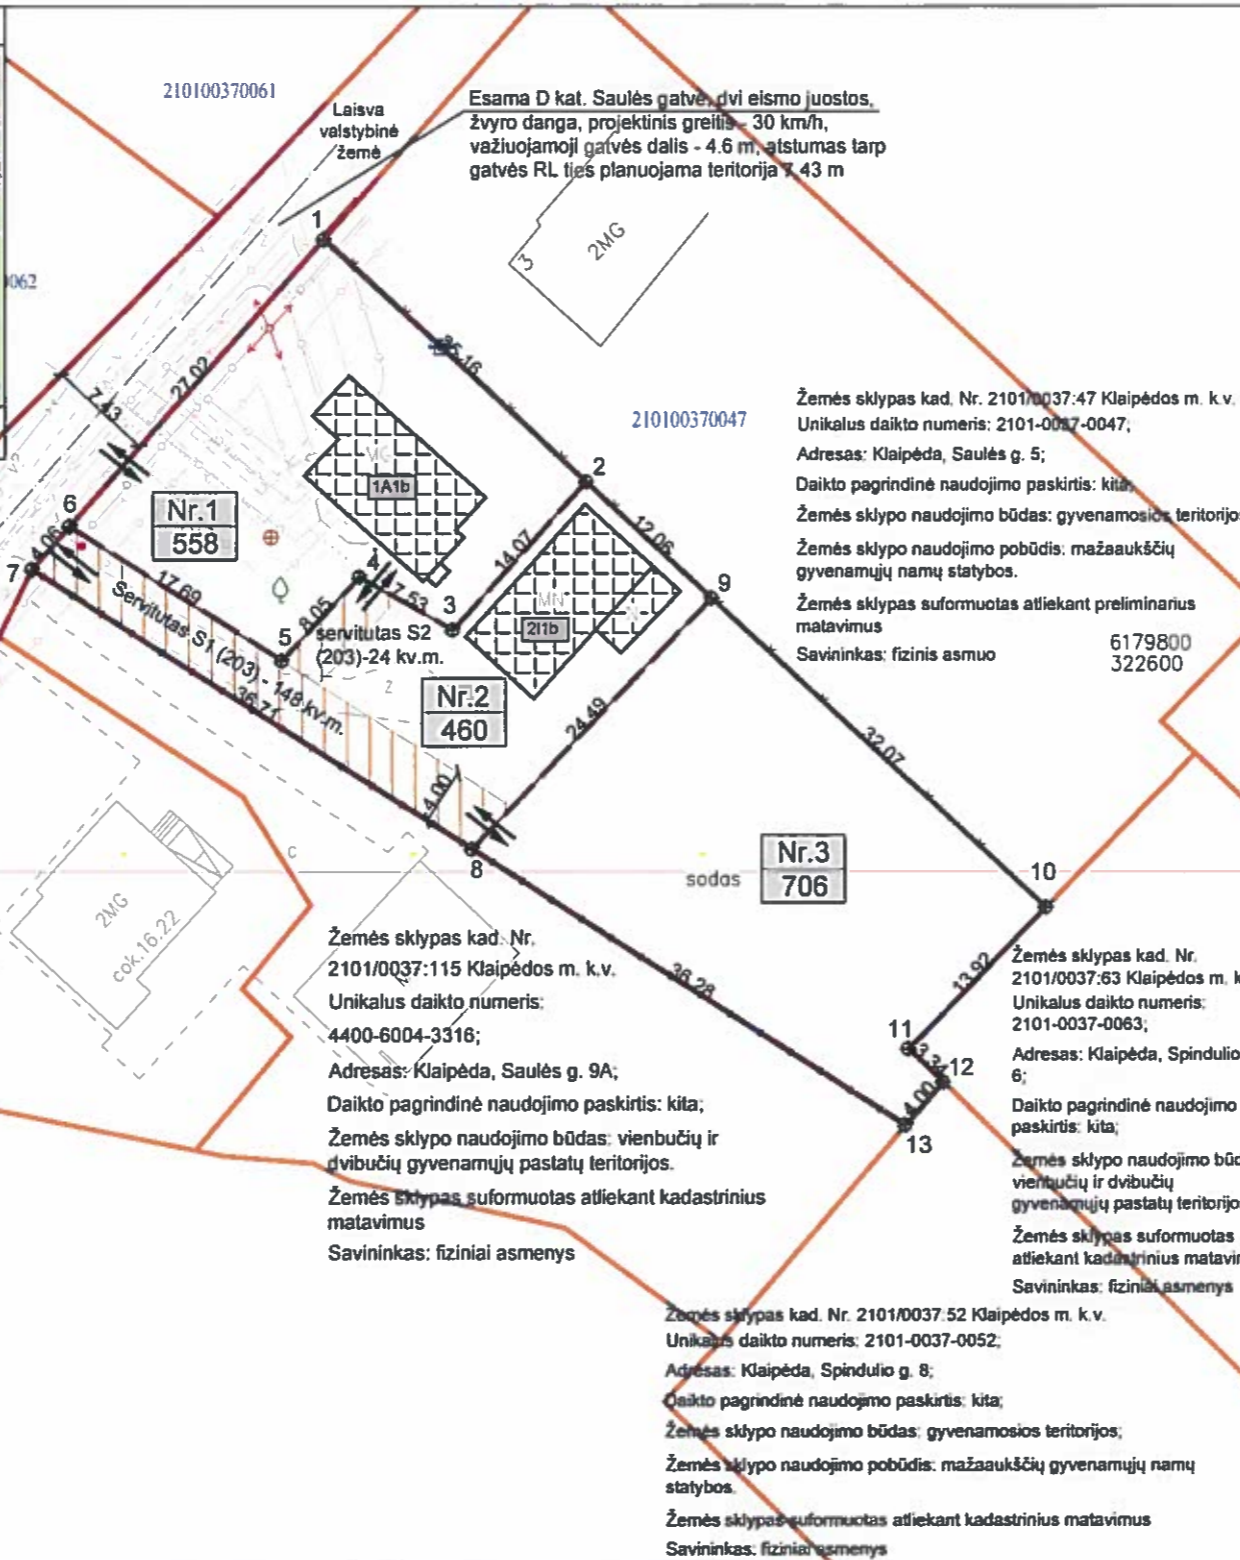 210100370061
Laisva
valstybinė
žemė
Esama D kat. Saulės gatvė, dvi eismo juostos,
žvyro danga, projektinis greitis - 30 km/h,
važiuojamoji gatvės dalis - 4.6 m, atstumas tarp
gatvės RL ties planuojama teritorija 7.43 m
1
2MG
3
0062
25.16
27.02
7.43
210100370047
Žemės sklypas kad. Nr. 2101/0037:47 Klaipėdos m. k.v.
Unikalus daikto numeris: 2101-0037-0047;
Adresas: Klaipėda, Saulės g. 5;
Daikto pagrindinė naudojimo paskirtis: kita;
Žemės sklypo naudojimo būdas: gyvenamosios teritorijos
Žemės sklypo naudojimo pobūdis: mažaaukščių
gyvenamųjų namų statybos.
Žemės sklypas suformuotas atliekant preliminarius
matavimus
Savininkas: fizinis asmuo
6179800
322600
MG
1A1b
2
6
Nr.1
558
14.07
12.06
4.06
7
17.69
4
7.53
3
9
MN
N
2I1b
8.05
5
Servitutas S1 (203) - 148 kv.m.
servitutas S2
(203)-24 kv.m.
2
36.71
Nr.2
460
24.49
32.07
4.00
8
C
Nr.3
706
sodas
10
2MG
cok.16.22
Žemės sklypas kad. Nr.
2101/0037:115 Klaipėdos m. k.v.
Unikalus daikto numeris:
4400-6004-3316;
Adresas: Klaipėda, Saulės g. 9A;
Daikto pagrindinė naudojimo paskirtis: kita;
Žemės sklypo naudojimo būdas: vienbučių ir
dvibučių gyvenamųjų pastatų teritorijos.
Žemės sklypas suformuotas atliekant kadastrinius
matavimus
Savininkas: fiziniai asmenys
36.28
13.92
11
3.34
12
4.00
13
Žemės sklypas kad. Nr.
2101/0037:63 Klaipėdos m. k
Unikalus daikto numeris:
2101-0037-0063;
Adresas: Klaipėda, Spindulio
6;
Daikto pagrindinė naudojimo
paskirtis: kita;
Žemės sklypo naudojimo būd
vienbučių ir dvibučių
gyvenamųjų pastatų teritorijo
Žemės sklypas suformuotas
atliekant kadastrinius matavim
Savininkas: fiziniai asmenys
Žemės sklypas kad. Nr. 2101/0037:52 Klaipėdos m. k.v.
Unikalus daikto numeris: 2101-0037-0052;
Adresas: Klaipėda, Spindulio g. 8;
Daikto pagrindinė naudojimo paskirtis: kita;
Žemės sklypo naudojimo būdas: gyvenamosios teritorijos;
Žemės sklypo naudojimo pobūdis: mažaaukščių gyvenamųjų namų
statybos.
Žemės sklypas suformuotas atliekant kadastrinius matavimus
Savininkas: fiziniai asmenys